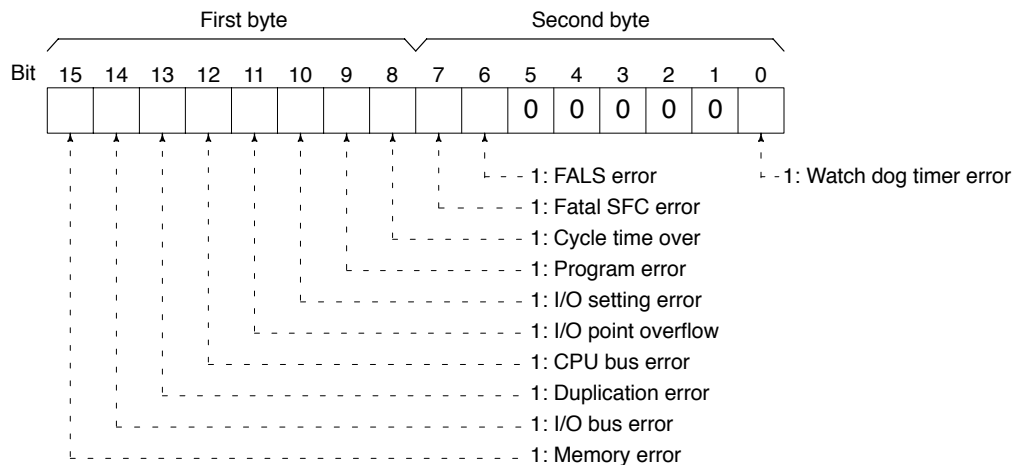 First byte Second byte
Bit 15 14 13 12 11 10 9 8 7 6 5 4 3 2 1 0
0 0 0 0 0
1: FALS error 1: Watch dog timer error
1: Fatal SFC error
1: Cycle time over
1: Program error
1: I/O setting error
1: I/O point overflow
1: CPU bus error
1: Duplication error
1: I/O bus error
1: Memory error